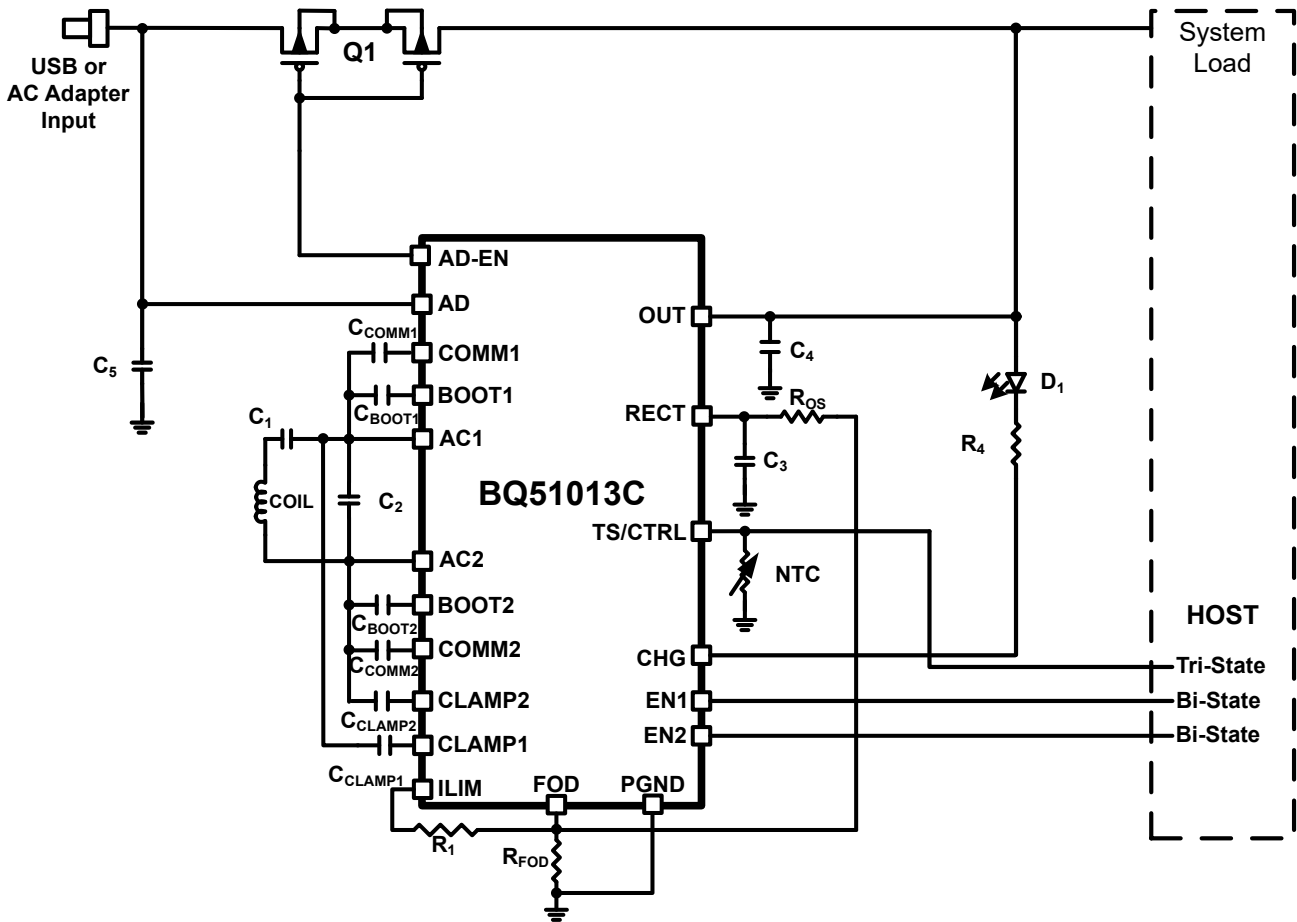 USB or
AC Adapter
Input
Q1
System
Load
AD-EN
AD
C5
CCOMM1
COMM1
CBOOT1
BOOT1
C1
AC1
COIL
C2
AC2
BOOT2
CBOOT2
COMM2
CCOMM2
CLAMP2
CCLAMP2
CLAMP1
CCLAMP1
ILIM
FOD
PGND
BQ51013C
OUT
C4
D1
RECT
ROS
R4
C3
TS/CTRL
NTC
HOST
CHG
Tri-State
EN1
Bi-State
EN2
Bi-State
R1
RFOD